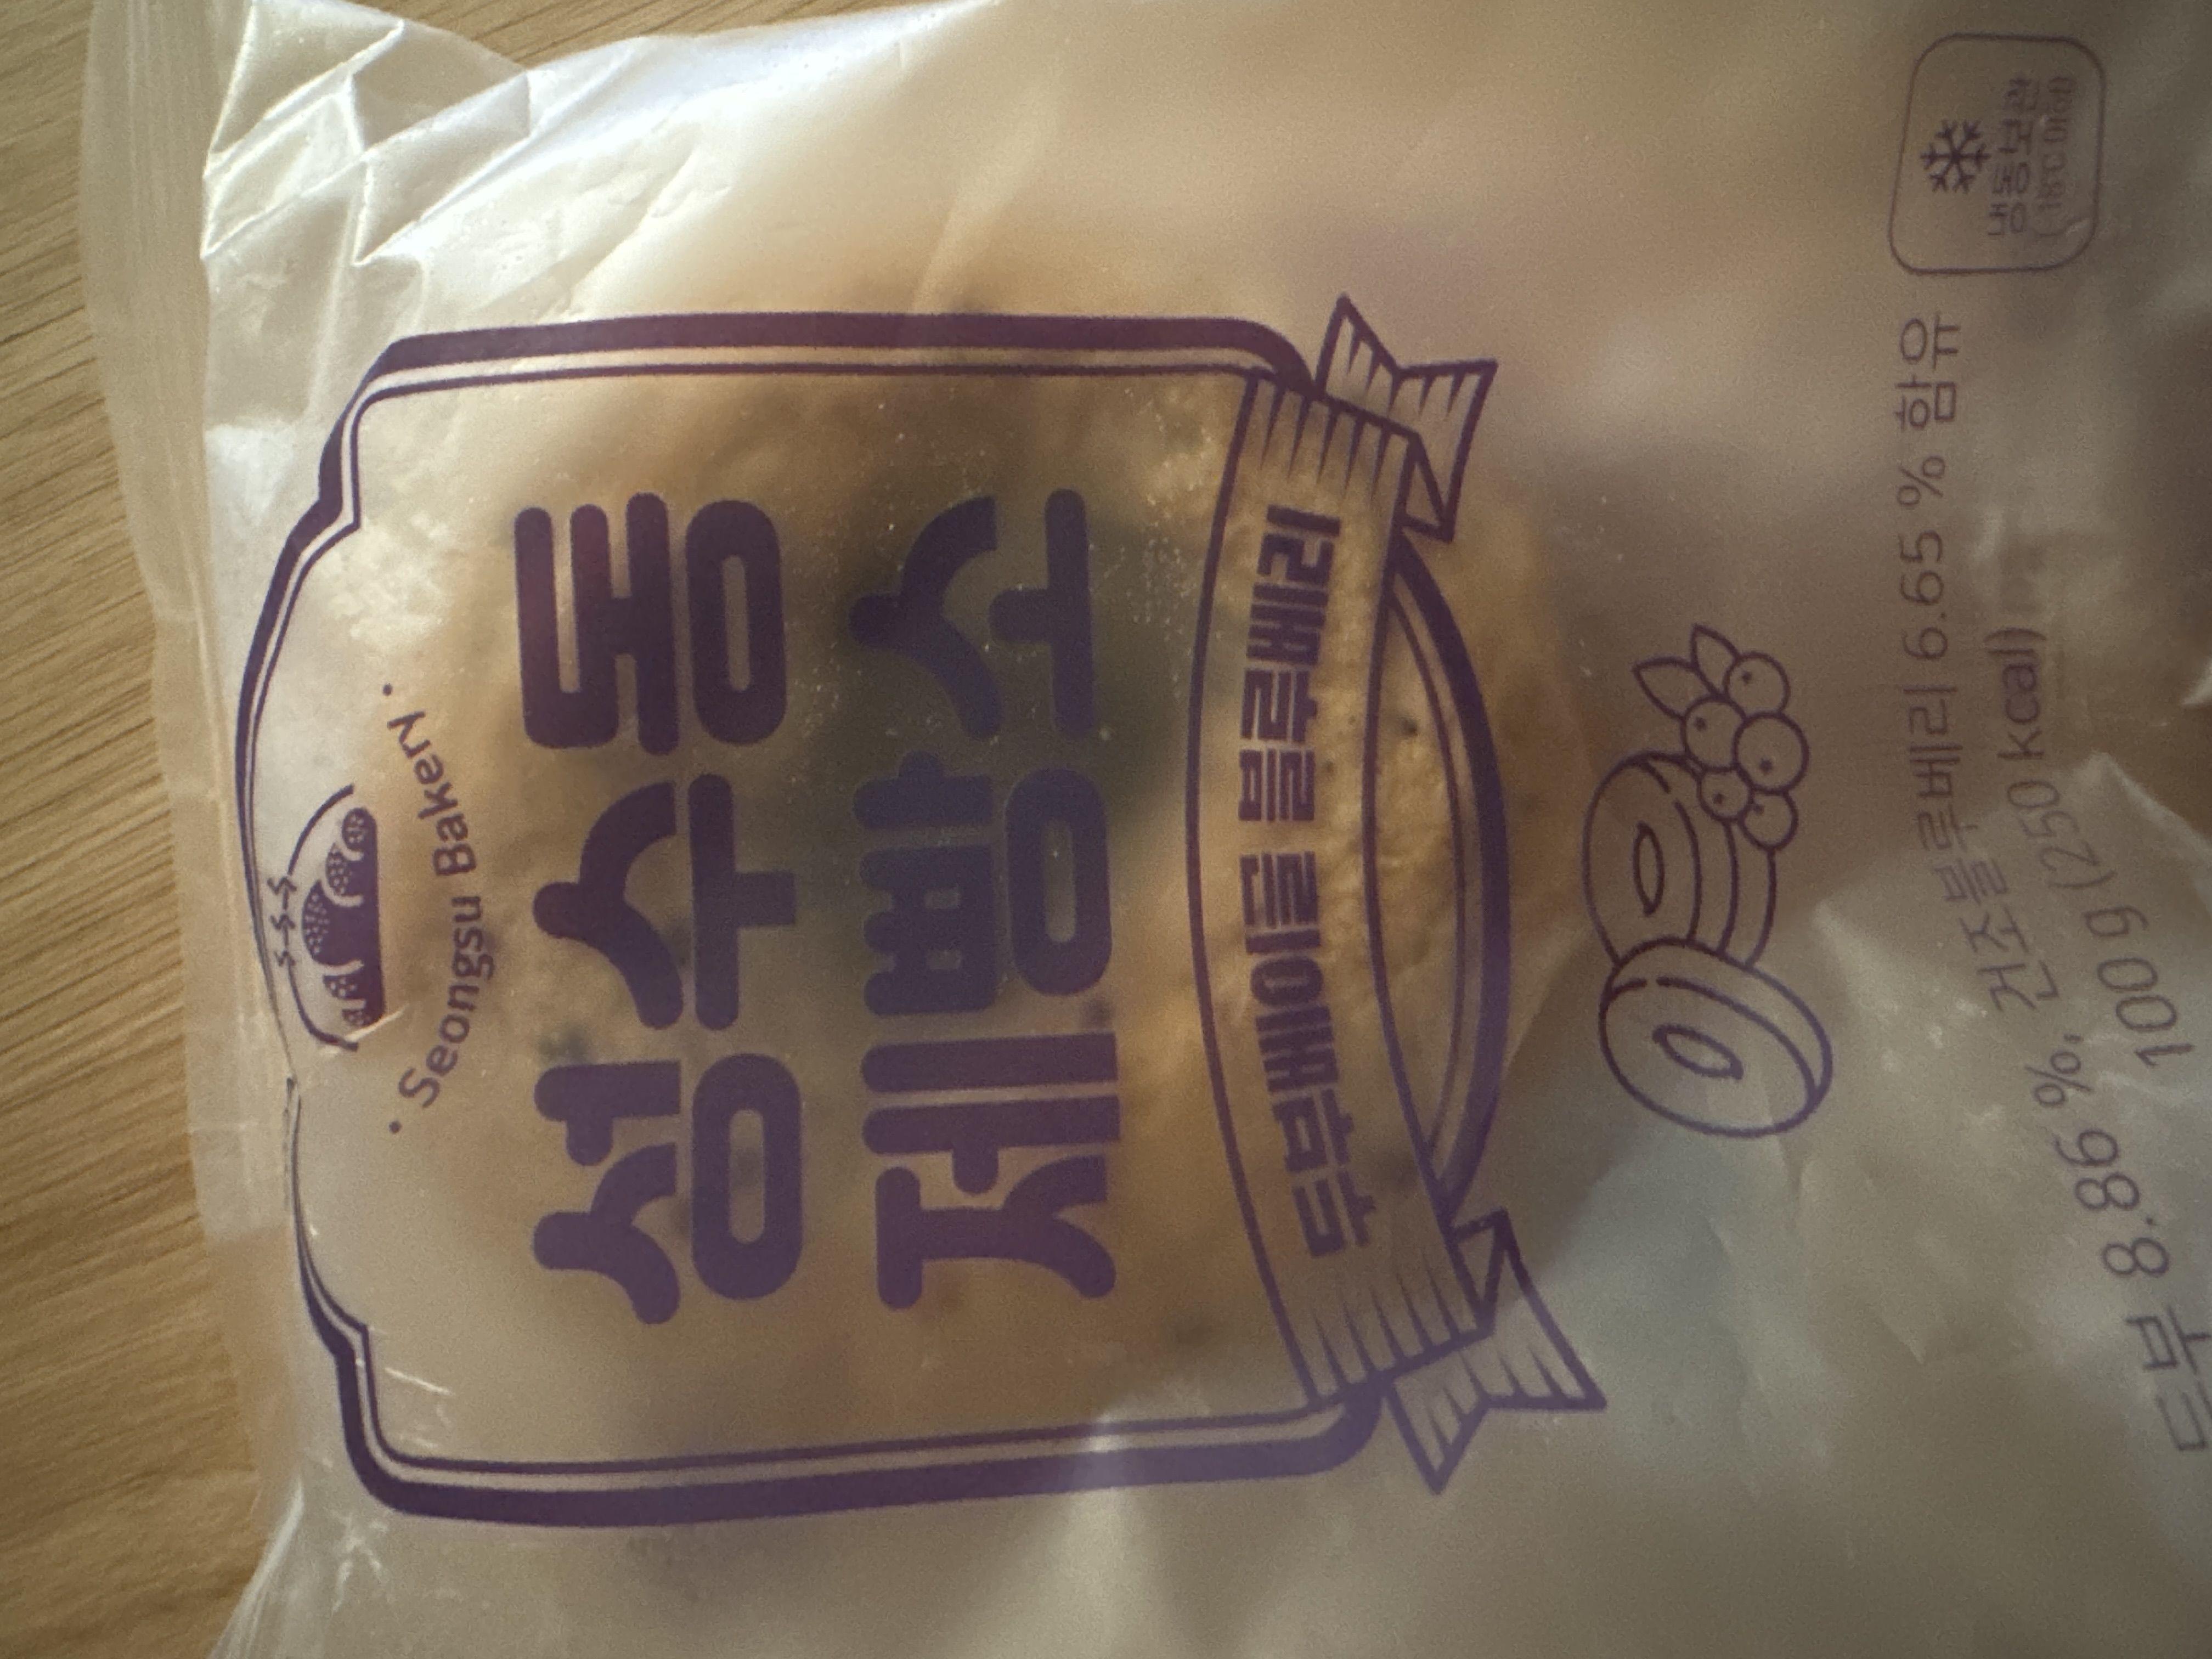 · Seongsu Bakery ·
성수동
제빵소
두부베이글 블루베리
두부 8.86 %, 건조블루베리 6.65 % 함유
100 g (250 kcal)
냉동보관
(-18℃ 이하)